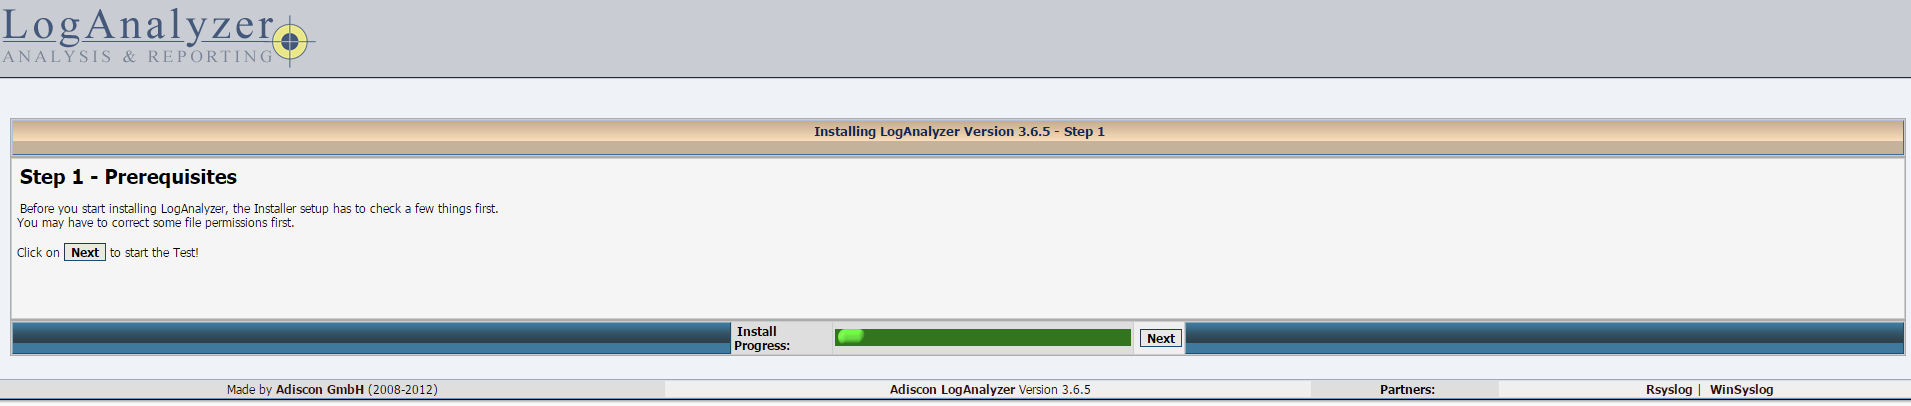 LogAnalyzer
ANALYSIS & REPORTING
Installing LogAnalyzer Version 3.6.5 - Step 1
Step 1 - Prerequisites
Before you start installing LogAnalyzer, the Installer setup has to check a few things first.
You may have to correct some file permissions first.
Click on Next to start the Test!
Install
Progress:
Next
Made by Adiscon GmbH (2008-2012)
Adiscon LogAnalyzer Version 3.6.5
Partners:
Rsyslog | WinSyslog